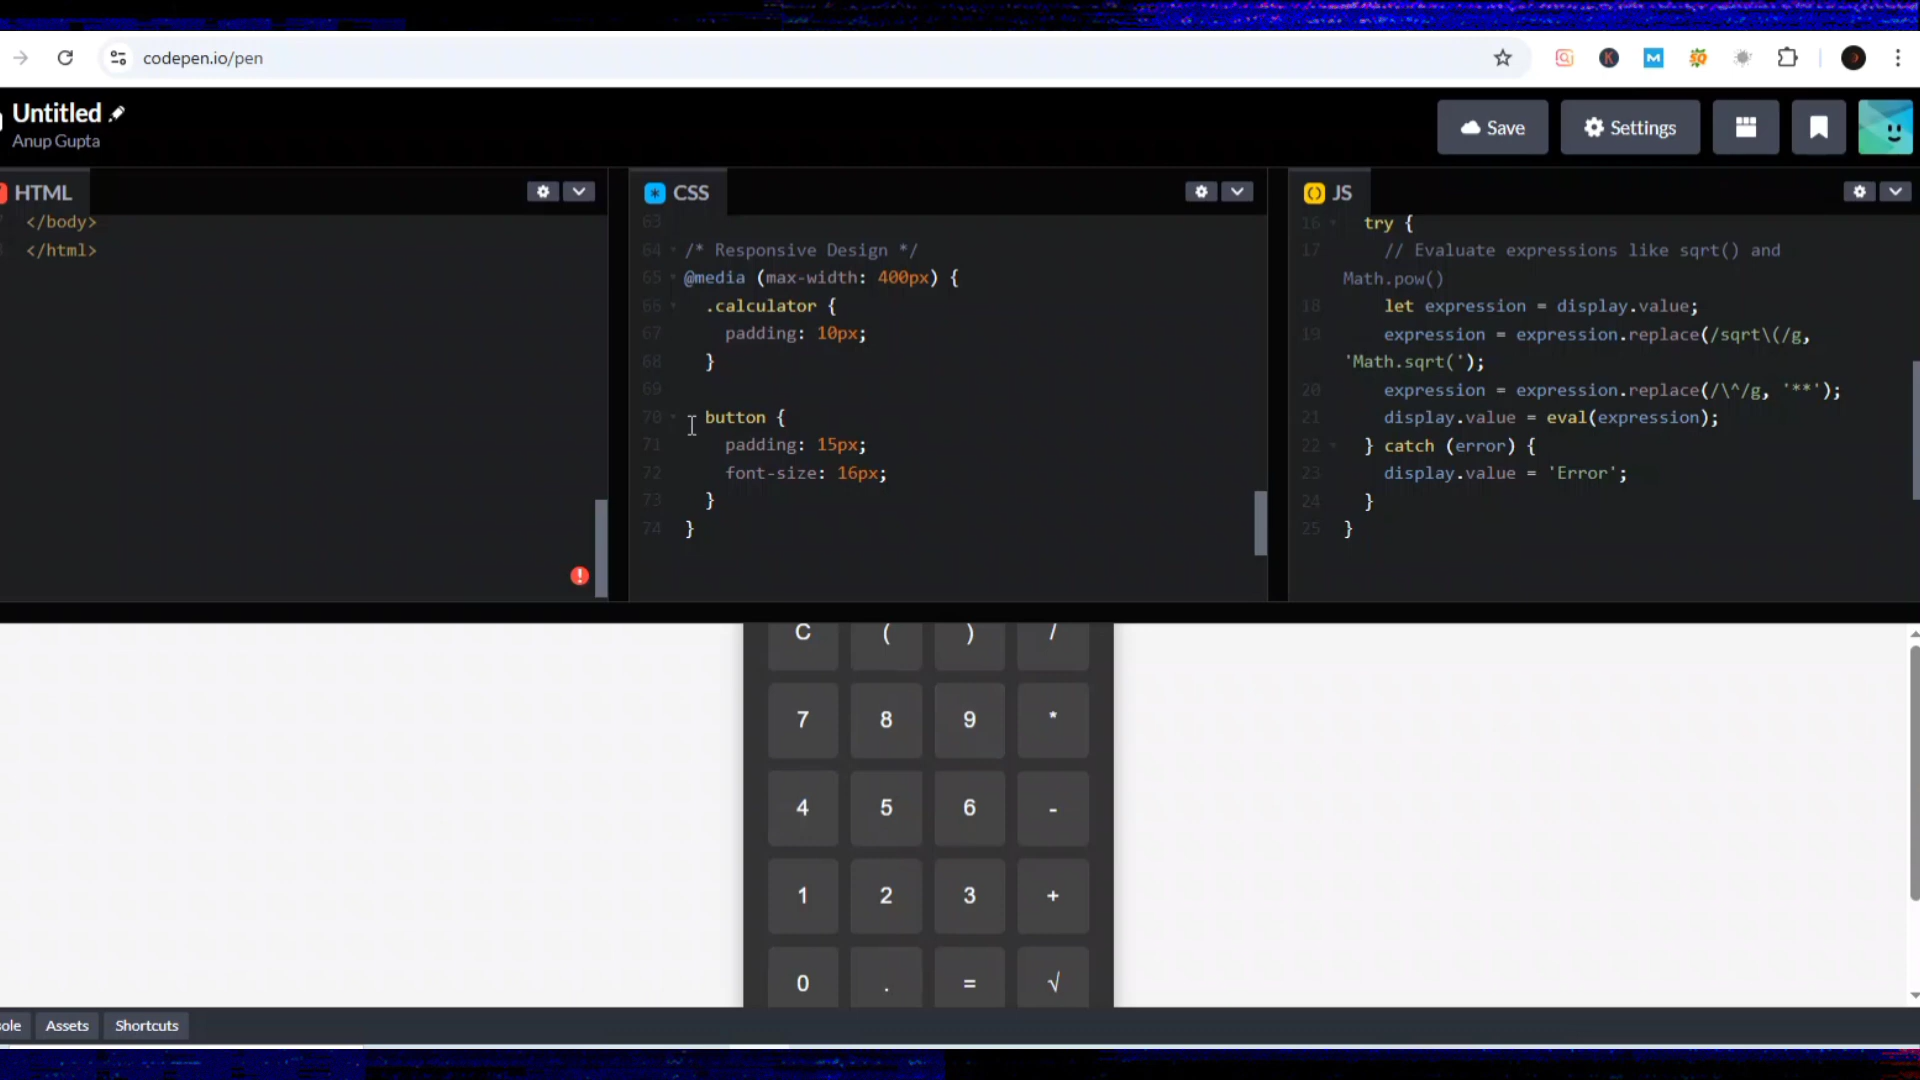 codepen.io/pen
Untitled
Anup Gupta
Save
Settings
HTML
</body>
</html>
CSS
63
64 /* Responsive Design */
65 @media (max-width: 400px) {
66 .calculator {
67 padding: 10px;
68 }
69
70 button {
71 padding: 15px;
72 font-size: 16px;
73 }
74 }
JS
16 try {
17 // Evaluate expressions like sqrt() and
Math.pow()
18 let expression = display.value;
19 expression = expression.replace(/sqrt\(/g,
'Math.sqrt(');
20 expression = expression.replace(/\^/g, '**');
21 display.value = eval(expression);
22 } catch (error) {
23 display.value = 'Error';
24 }
25 }
C ( ) /
7 8 9 *
4 5 6 -
1 2 3 +
0 . = √
ole Assets Shortcuts